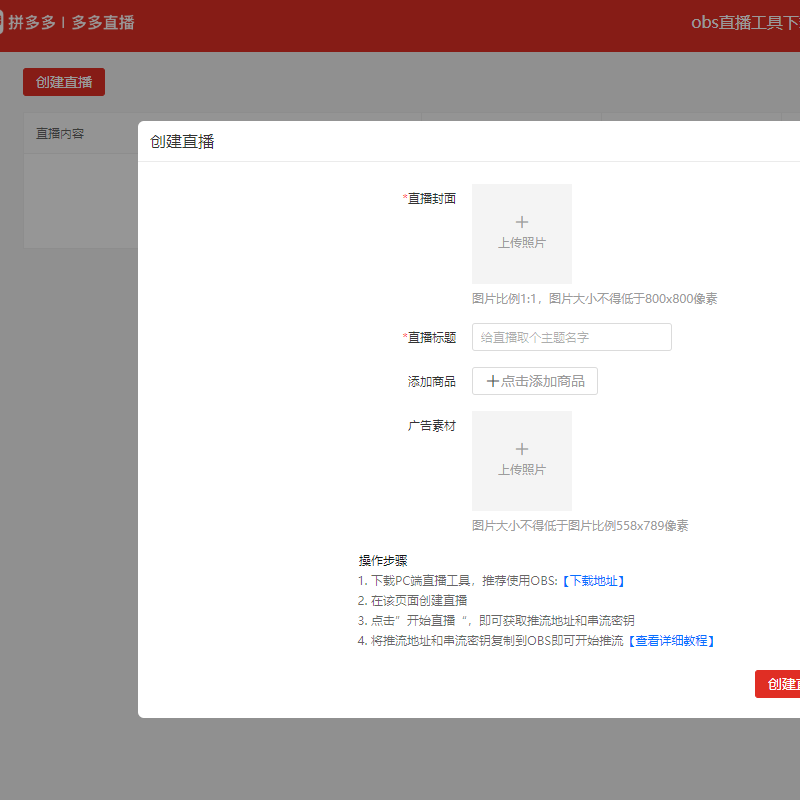 拼多多 | 多多直播
obs直播工具下
创建直播
直播内容
创建直播
*直播封面
上传照片
图片比例1:1，图片大小不得低于800x800像素
*直播标题
给直播取个主题名字
添加商品
点击添加商品
广告素材
上传照片
图片大小不得低于图片比例558x789像素
操作步骤
1. 下载PC端直播工具，推荐使用OBS:【下载地址】
2. 在该页面创建直播
3. 点击”开始直播“，即可获取推流地址和串流密钥
4. 将推流地址和串流密钥复制到OBS即可开始推流【查看详细教程】
创建